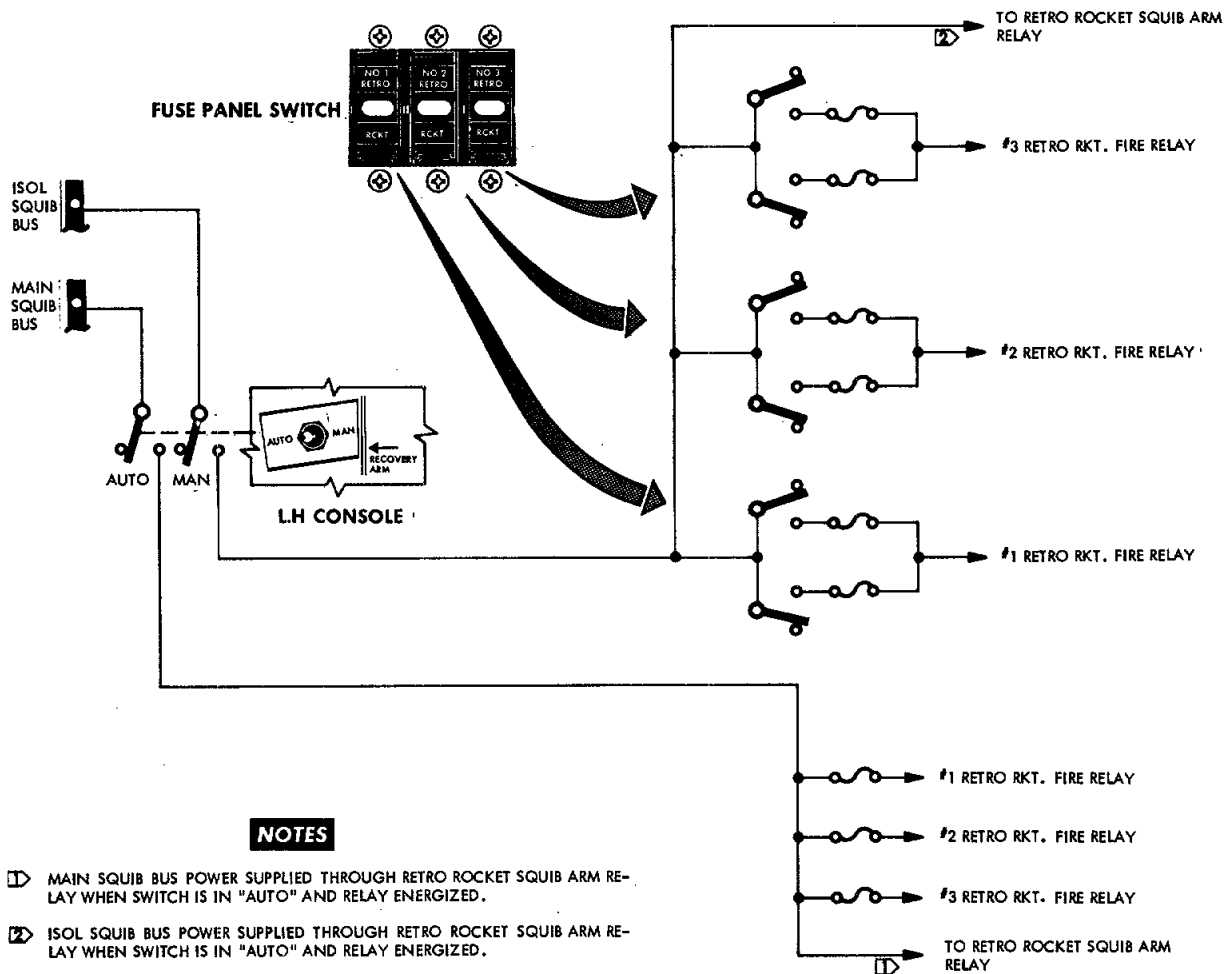 TO RETRO ROCKET SQUIB ARM
RELAY
2
NO 1
RETRO
NO 2
RETRO
NO 3
RETRO
FUSE PANEL SWITCH
RCKT
RCKT
RCKT
#3 RETRO RKT. FIRE RELAY
ISOL
SQUIB
BUS
MAIN
SQUIB
BUS
#2 RETRO RKT. FIRE RELAY
AUTO
MAN
RECOVERY
ARM
AUTO
MAN
L.H CONSOLE
#1 RETRO RKT. FIRE RELAY
#1 RETRO RKT. FIRE RELAY
#2 RETRO RKT. FIRE RELAY
#3 RETRO RKT. FIRE RELAY
TO RETRO ROCKET SQUIB ARM
RELAY
1
NOTES
1 MAIN SQUIB BUS POWER SUPPLIED THROUGH RETRO ROCKET SQUIB ARM RE-
LAY WHEN SWITCH IS IN "AUTO" AND RELAY ENERGIZED.
2 ISOL SQUIB BUS POWER SUPPLIED THROUGH RETRO ROCKET SQUIB ARM RE-
LAY WHEN SWITCH IS IN "AUTO" AND RELAY ENERGIZED.